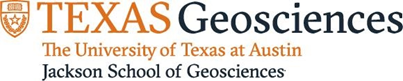 TEXAS Geosciences
The University of Texas at Austin
Jackson School of Geosciences